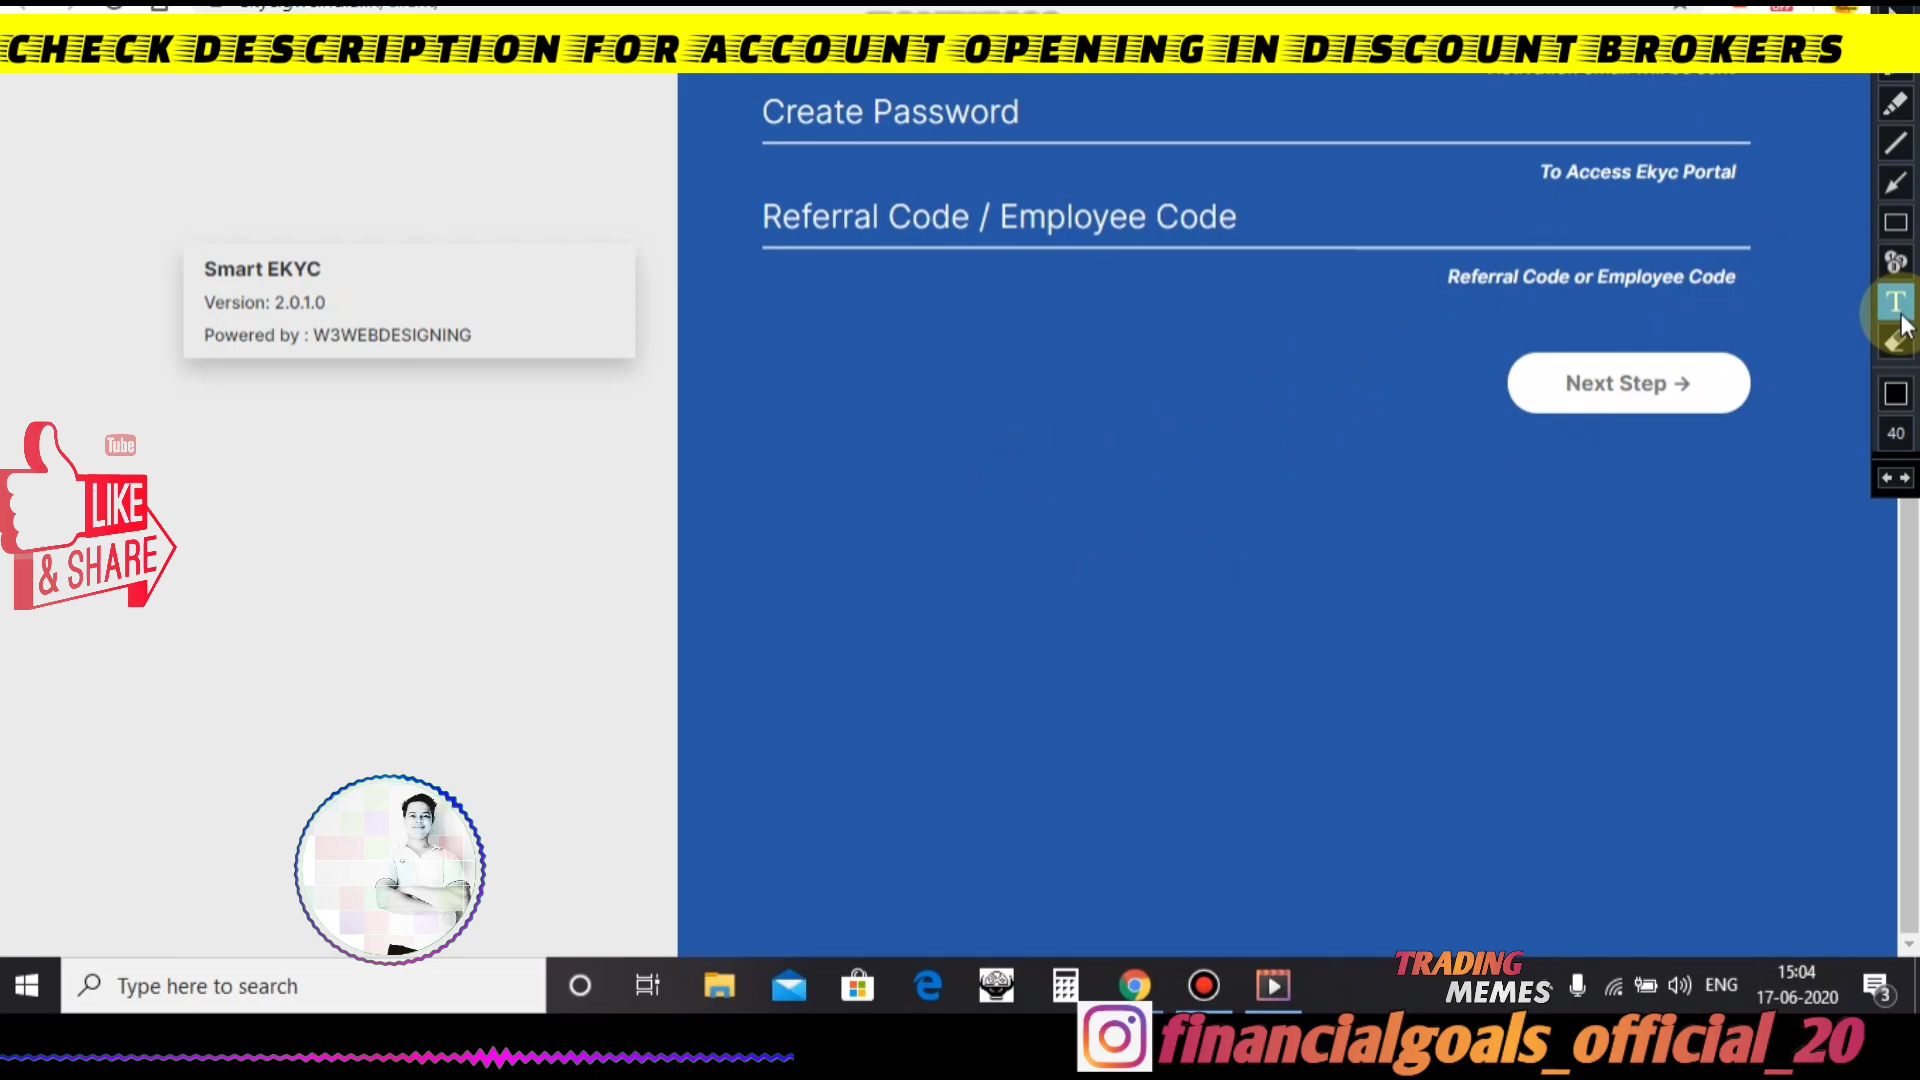 CHECK DESCRIPTION FOR ACCOUNT OPENING IN DISCOUNT BROKERS
Create Password
To Access Ekyc Portal
Referral Code / Employee Code
Referral Code or Employee Code
Next Step →
Smart EKYC
Version: 2.0.1.0
Powered by : W3WEBDESIGNING
Tube
LIKE
& SHARE
T
40
Type here to search
TRADING
MEMES
ENG
15:04
17-06-2020
3
financialgoals_official_20